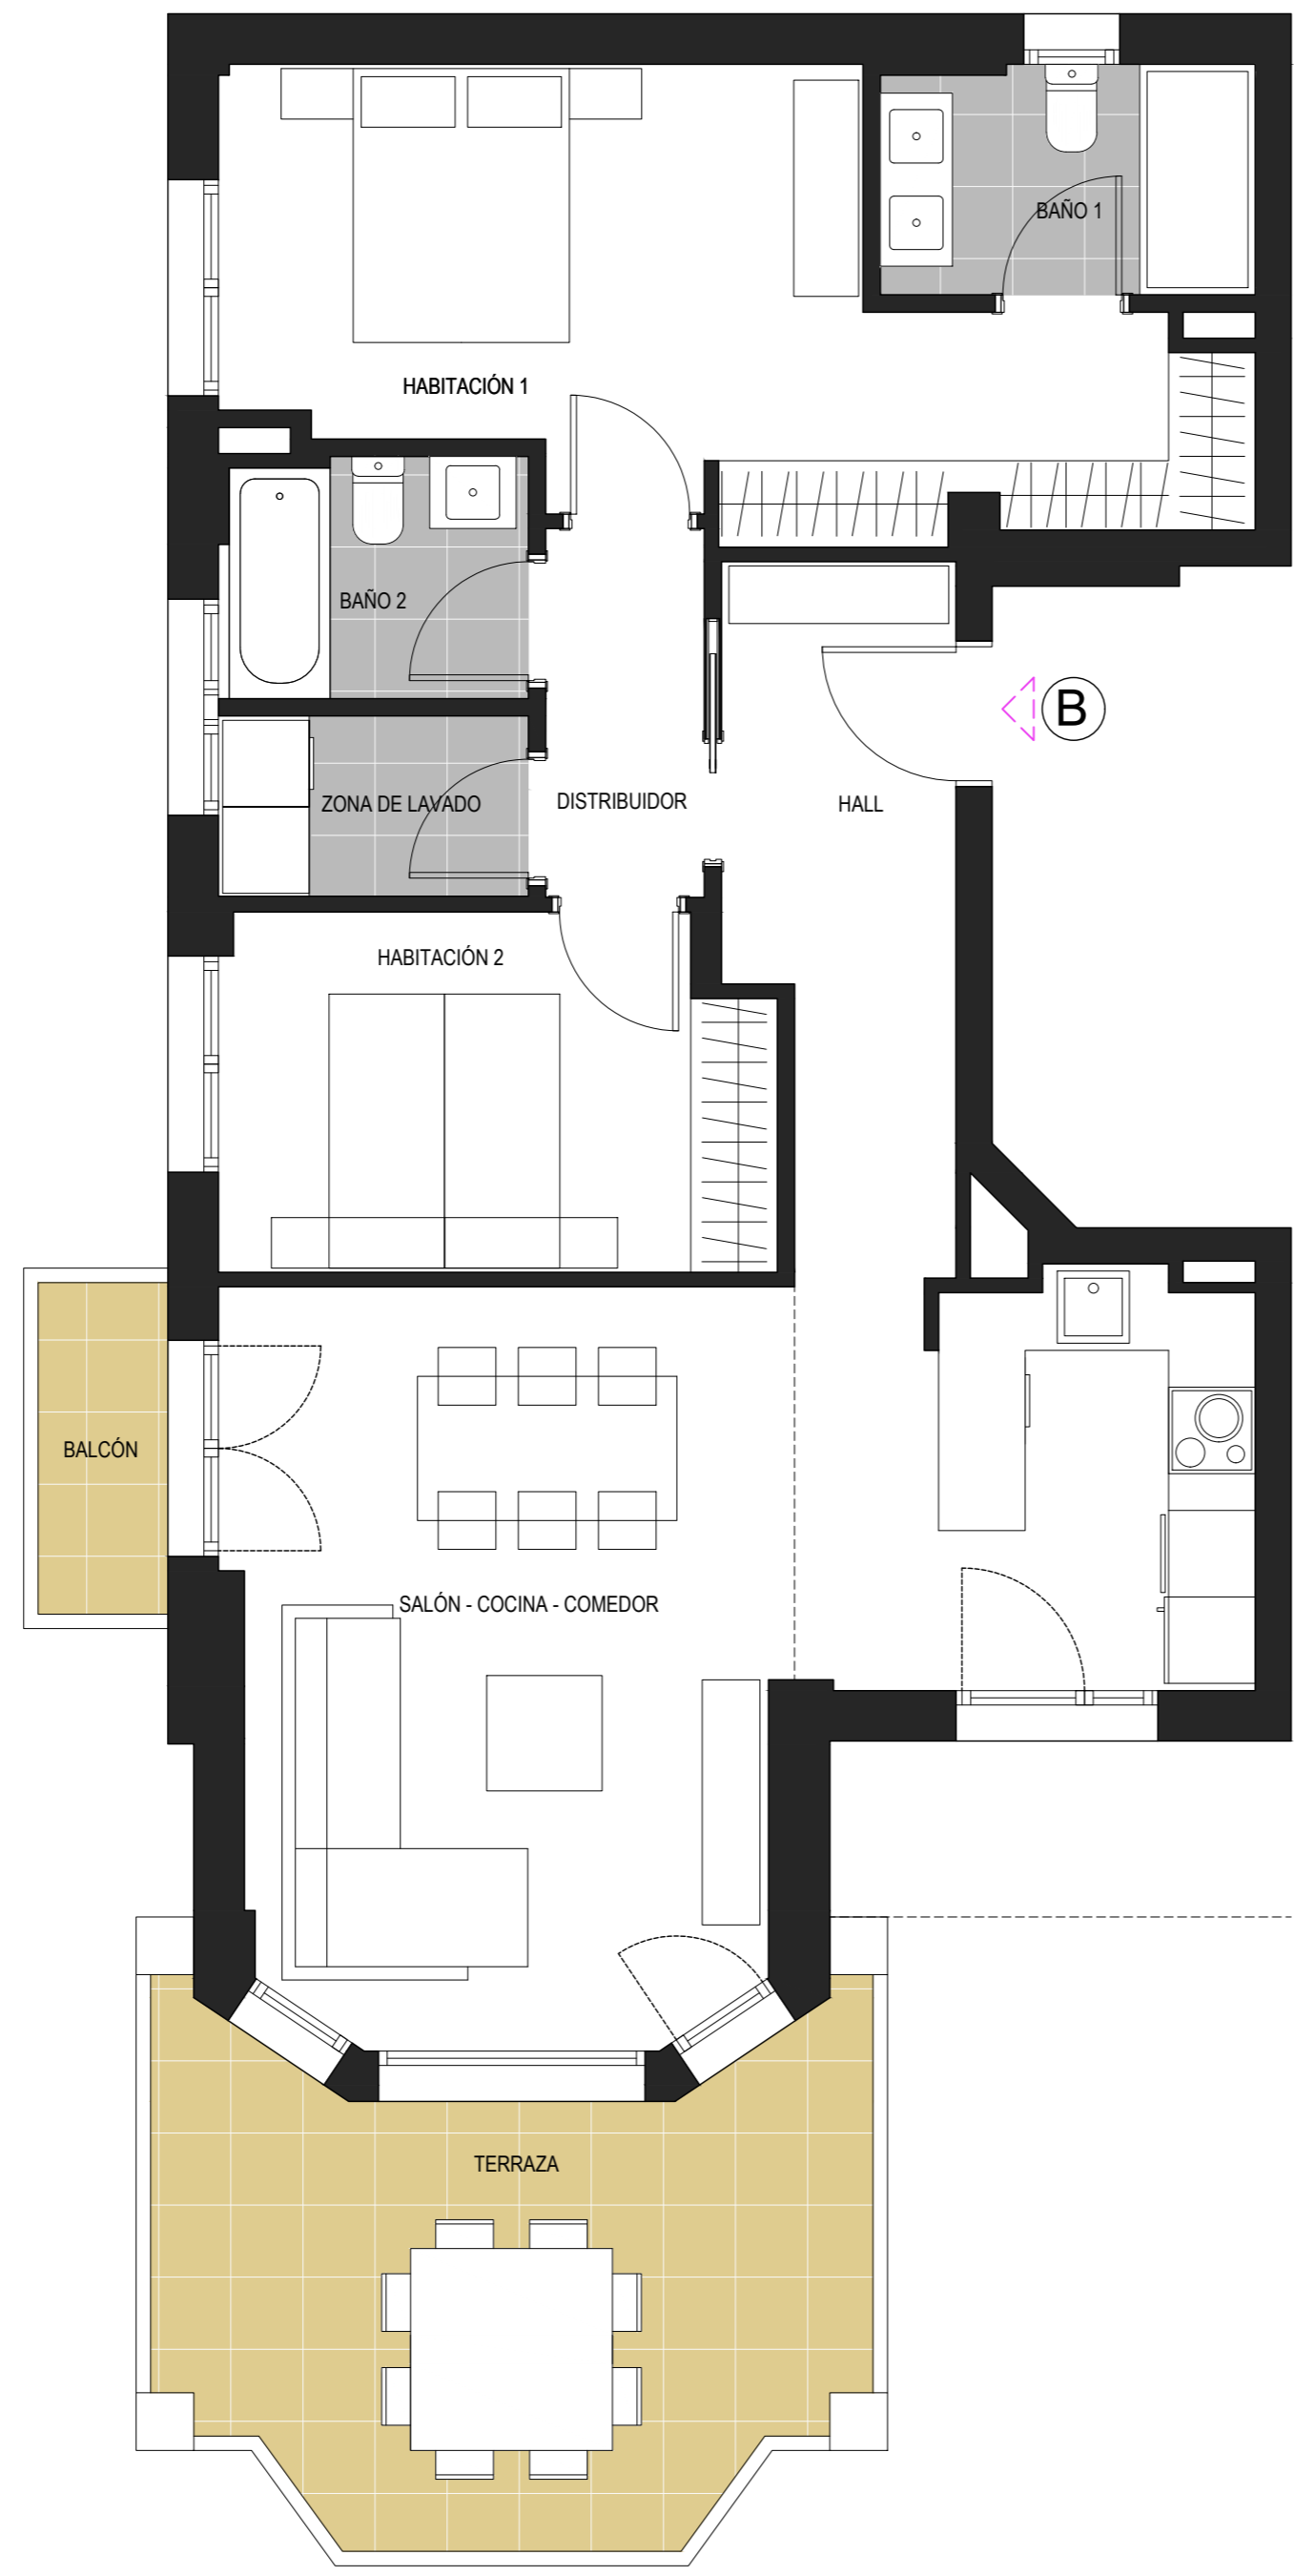 BAÑO 1
HABITACIÓN 1
BAÑO 2
B
ZONA DE LAVADO
DISTRIBUIDOR
HALL
HABITACIÓN 2
BALCÓN
SALÓN - COCINA - COMEDOR
TERRAZA